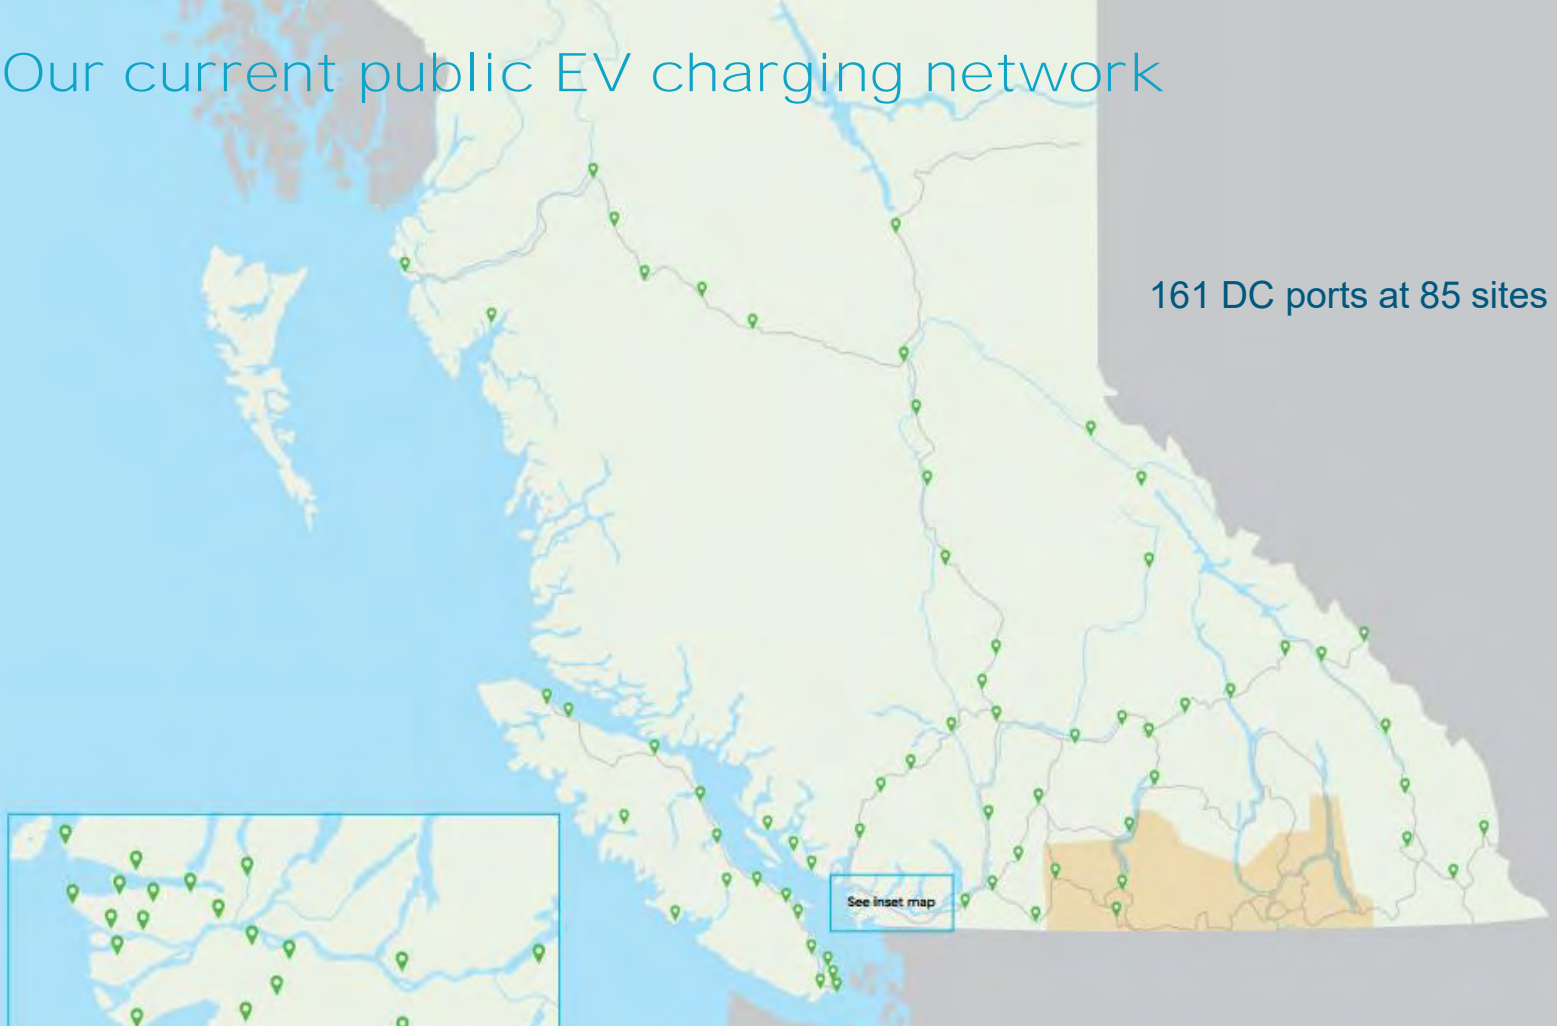 Our current public EV charging network
161 DC ports at 85 sites
See inset map